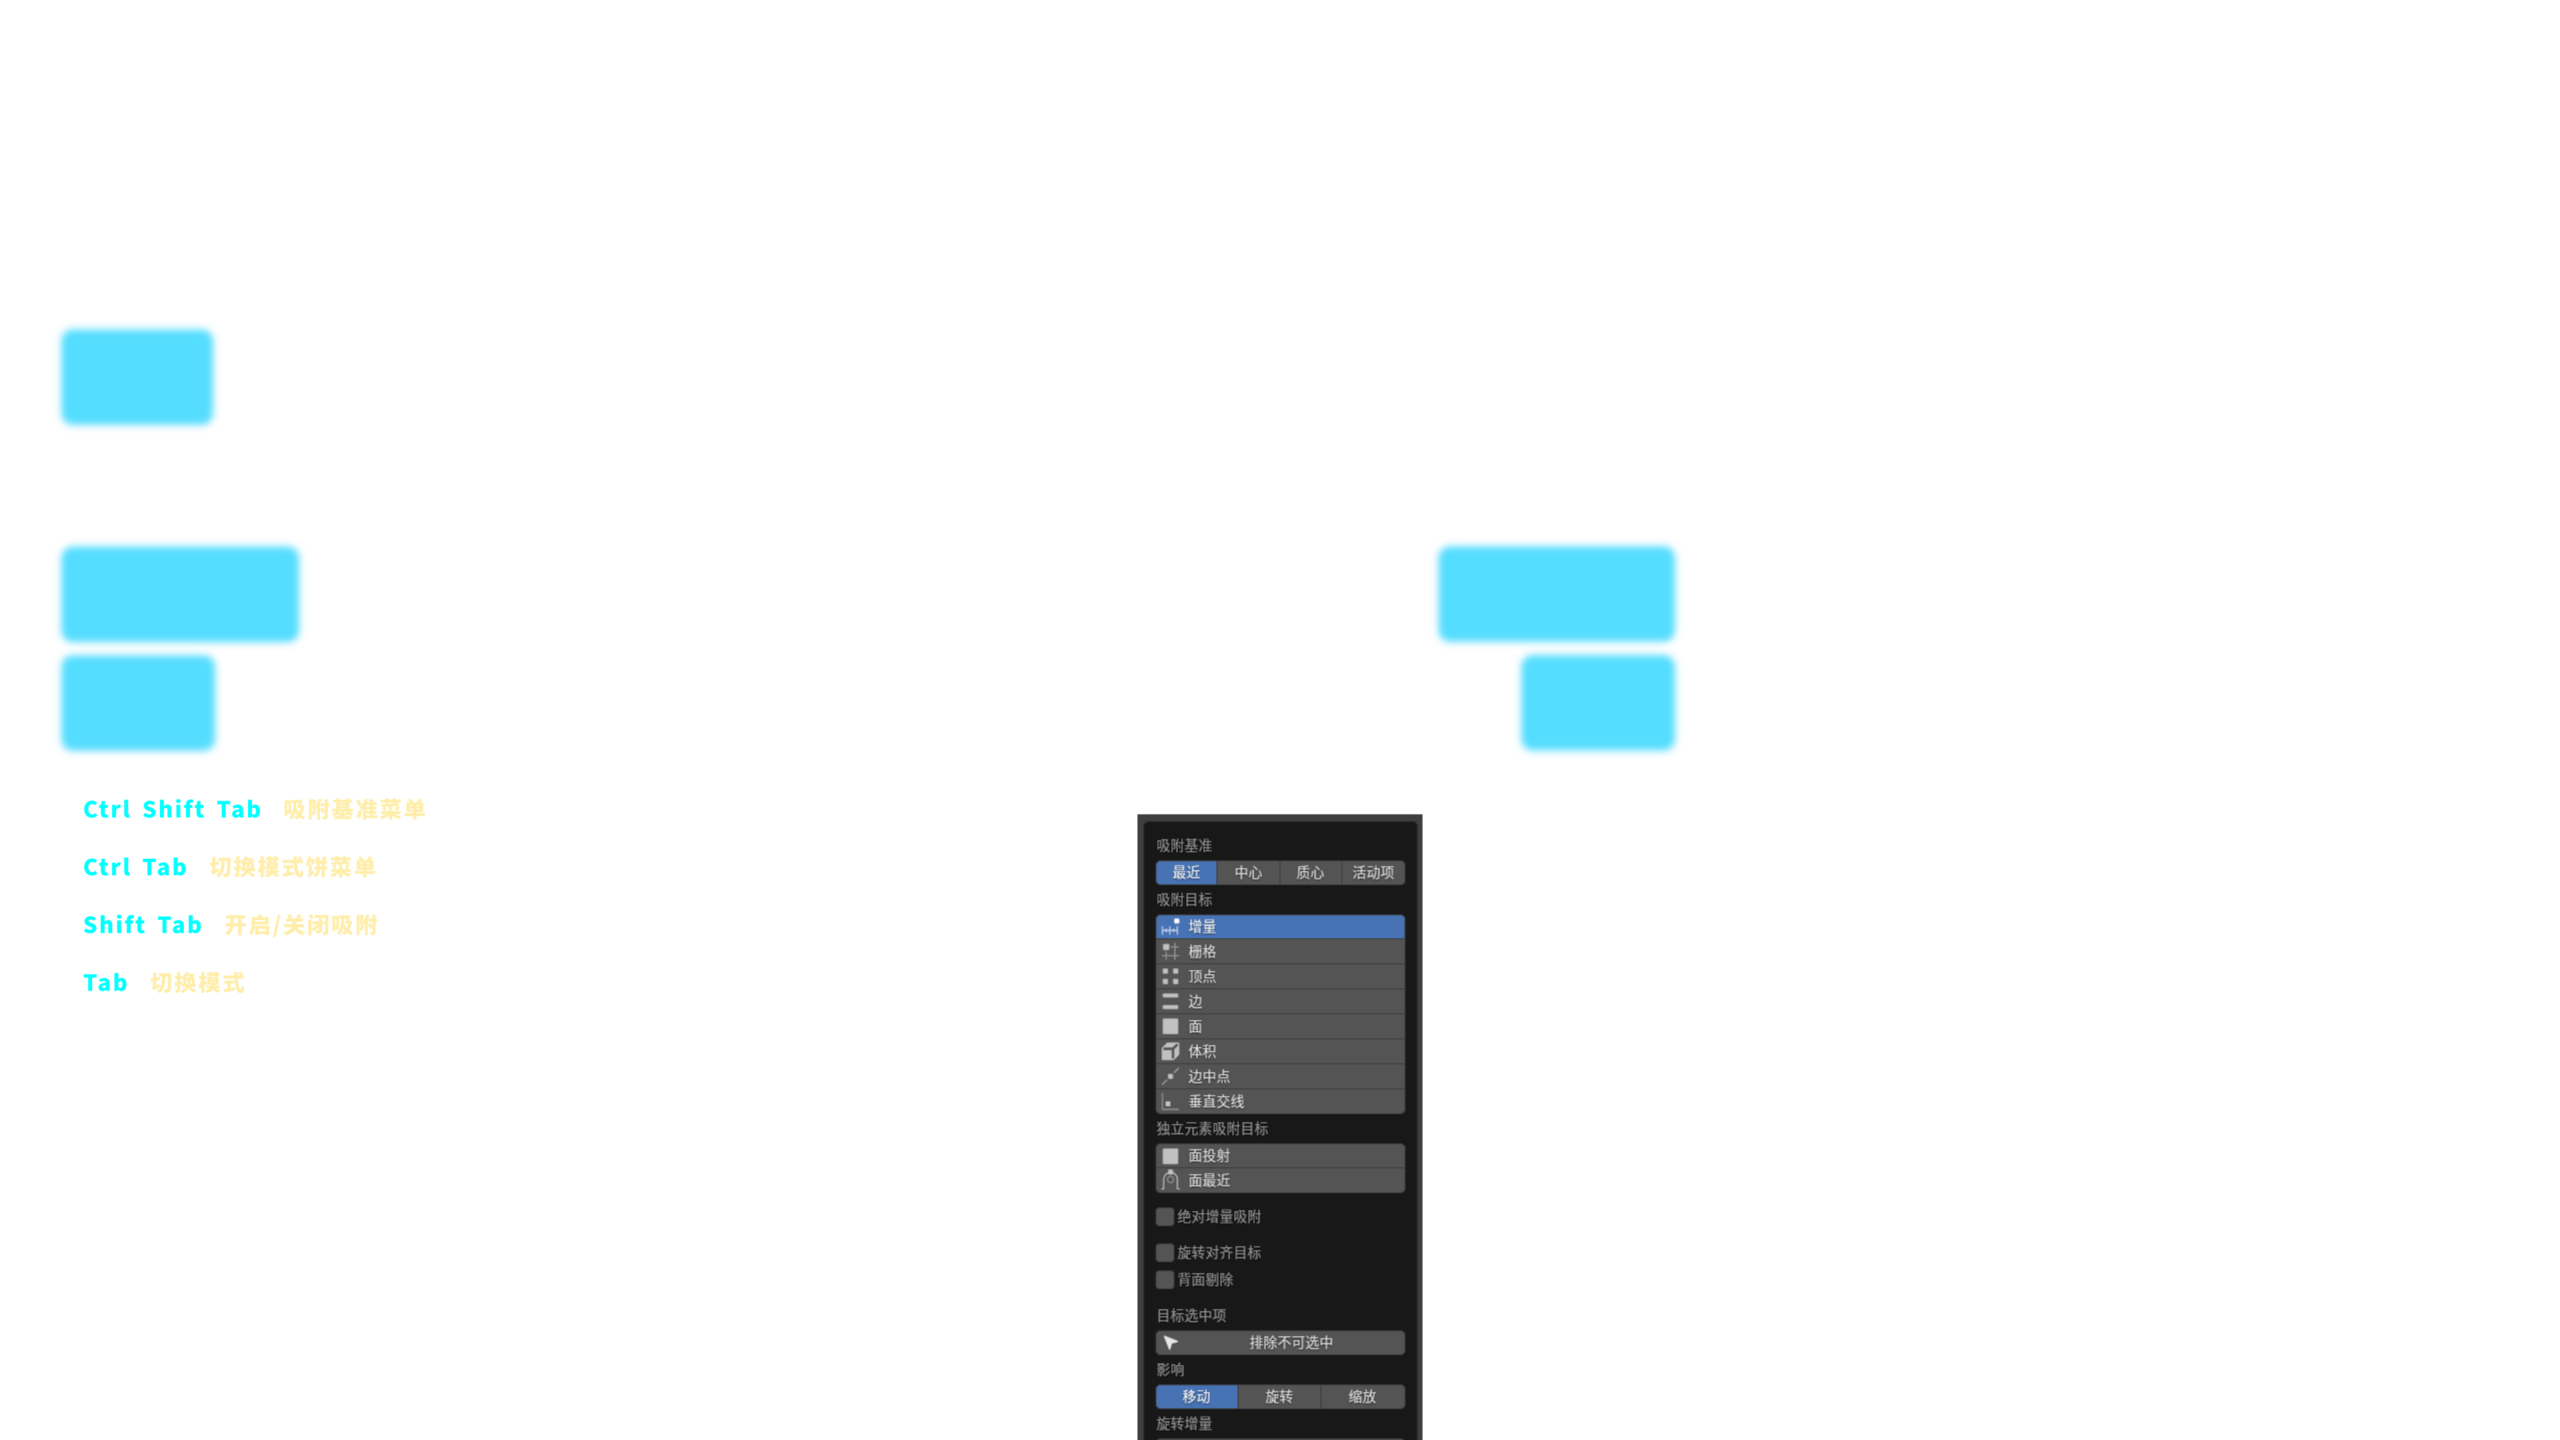 Ctrl Shift Tab 吸附基准菜单
Ctrl Tab 切换模式饼菜单
Shift Tab 开启/关闭吸附
Tab 切换模式
吸附基准
最近 中心 质心 活动项
吸附目标
增量
栅格
顶点
边
面
体积
边中点
垂直交线
独立元素吸附目标
面投射
面最近
绝对增量吸附
旋转对齐目标
背面剔除
目标选中项
排除不可选中
影响
移动 旋转 缩放
旋转增量